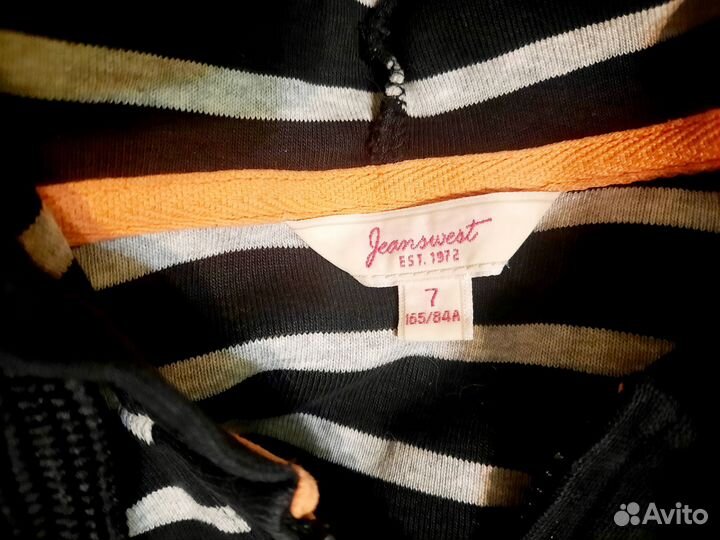 Jeanswest
EST. 1972
7
165/84A
Avito